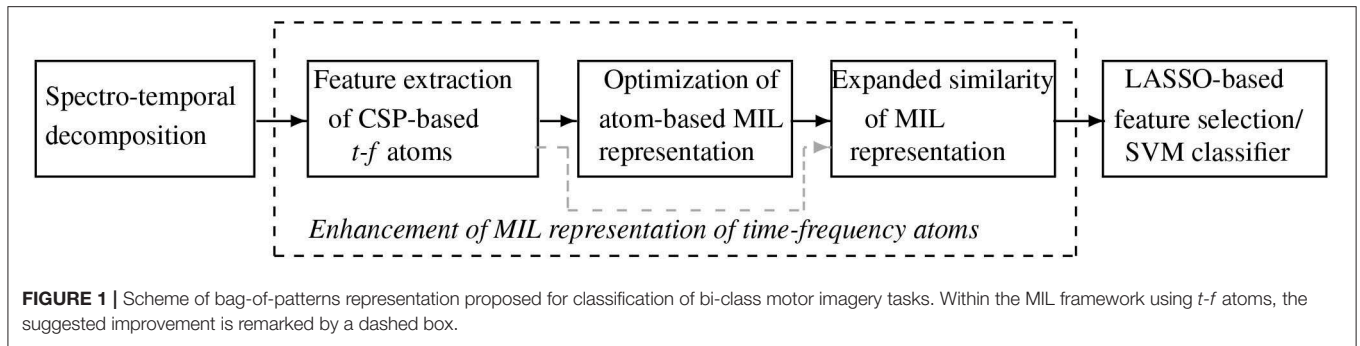 Spectro-temporal
decomposition
Feature extraction
of CSP-based
t-f atoms
Optimization of
atom-based MIL
representation
Expanded similarity
of MIL
representation
LASSO-based
feature selection/
SVM classifier
Enhancement of MIL representation of time-frequency atoms
FIGURE 1 | Scheme of bag-of-patterns representation proposed for classification of bi-class motor imagery tasks. Within the MIL framework using t-f atoms, the
suggested improvement is remarked by a dashed box.